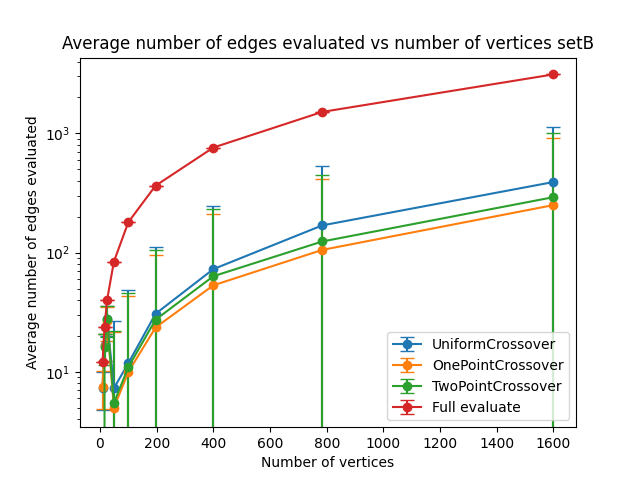 Average number of edges evaluated vs number of vertices setB
Average number of edges evaluated
10³
10²
10¹
UniformCrossover
OnePointCrossover
TwoPointCrossover
Full evaluate
0 200 400 600 800 1000 1200 1400 1600
Number of vertices